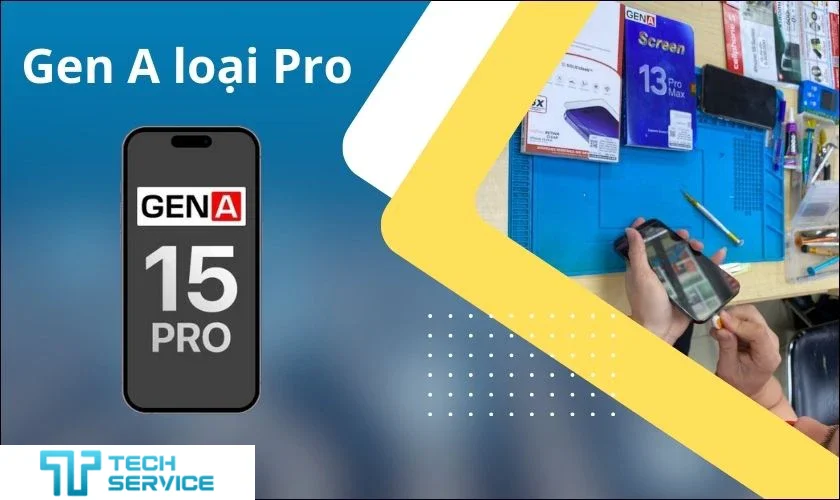 Gen A loại Pro
GEN A
15
PRO
GEN A
Screen
13 Pro
Max
TECH
SERVICE